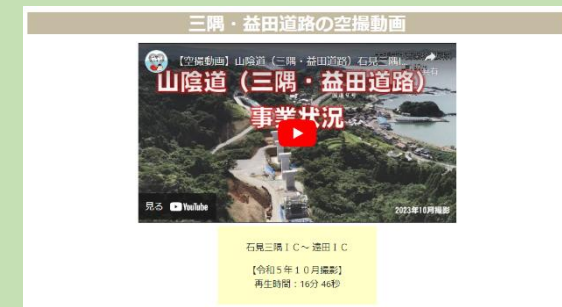 三隅・益田道路の空撮動画
【空撮動画】山陰道（三隅・益田道路）石見三隅I...
山陰道（三隅・益田道路）
事業状況
見る YouTube
2023年10月撮影
石見三隅ＩＣ～遠田ＩＣ
【令和５年１０月撮影】
再生時間：16分 46秒